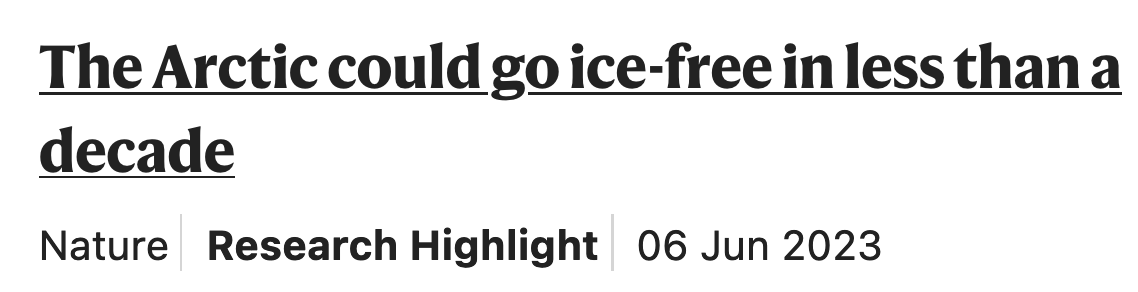 The Arctic could go ice-free in less than a
decade
Nature Research Highlight 06 Jun 2023